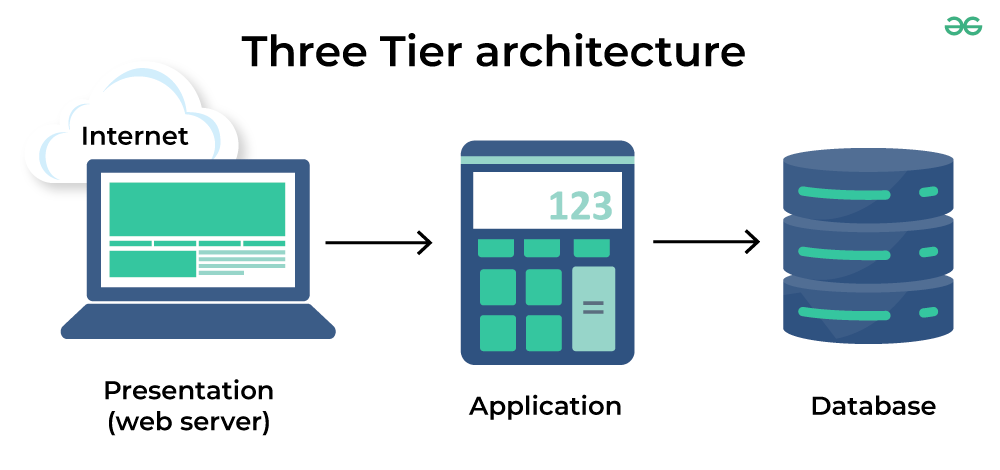 Three Tier architecture
Internet
123
=
Presentation
(web server)
Application
Database